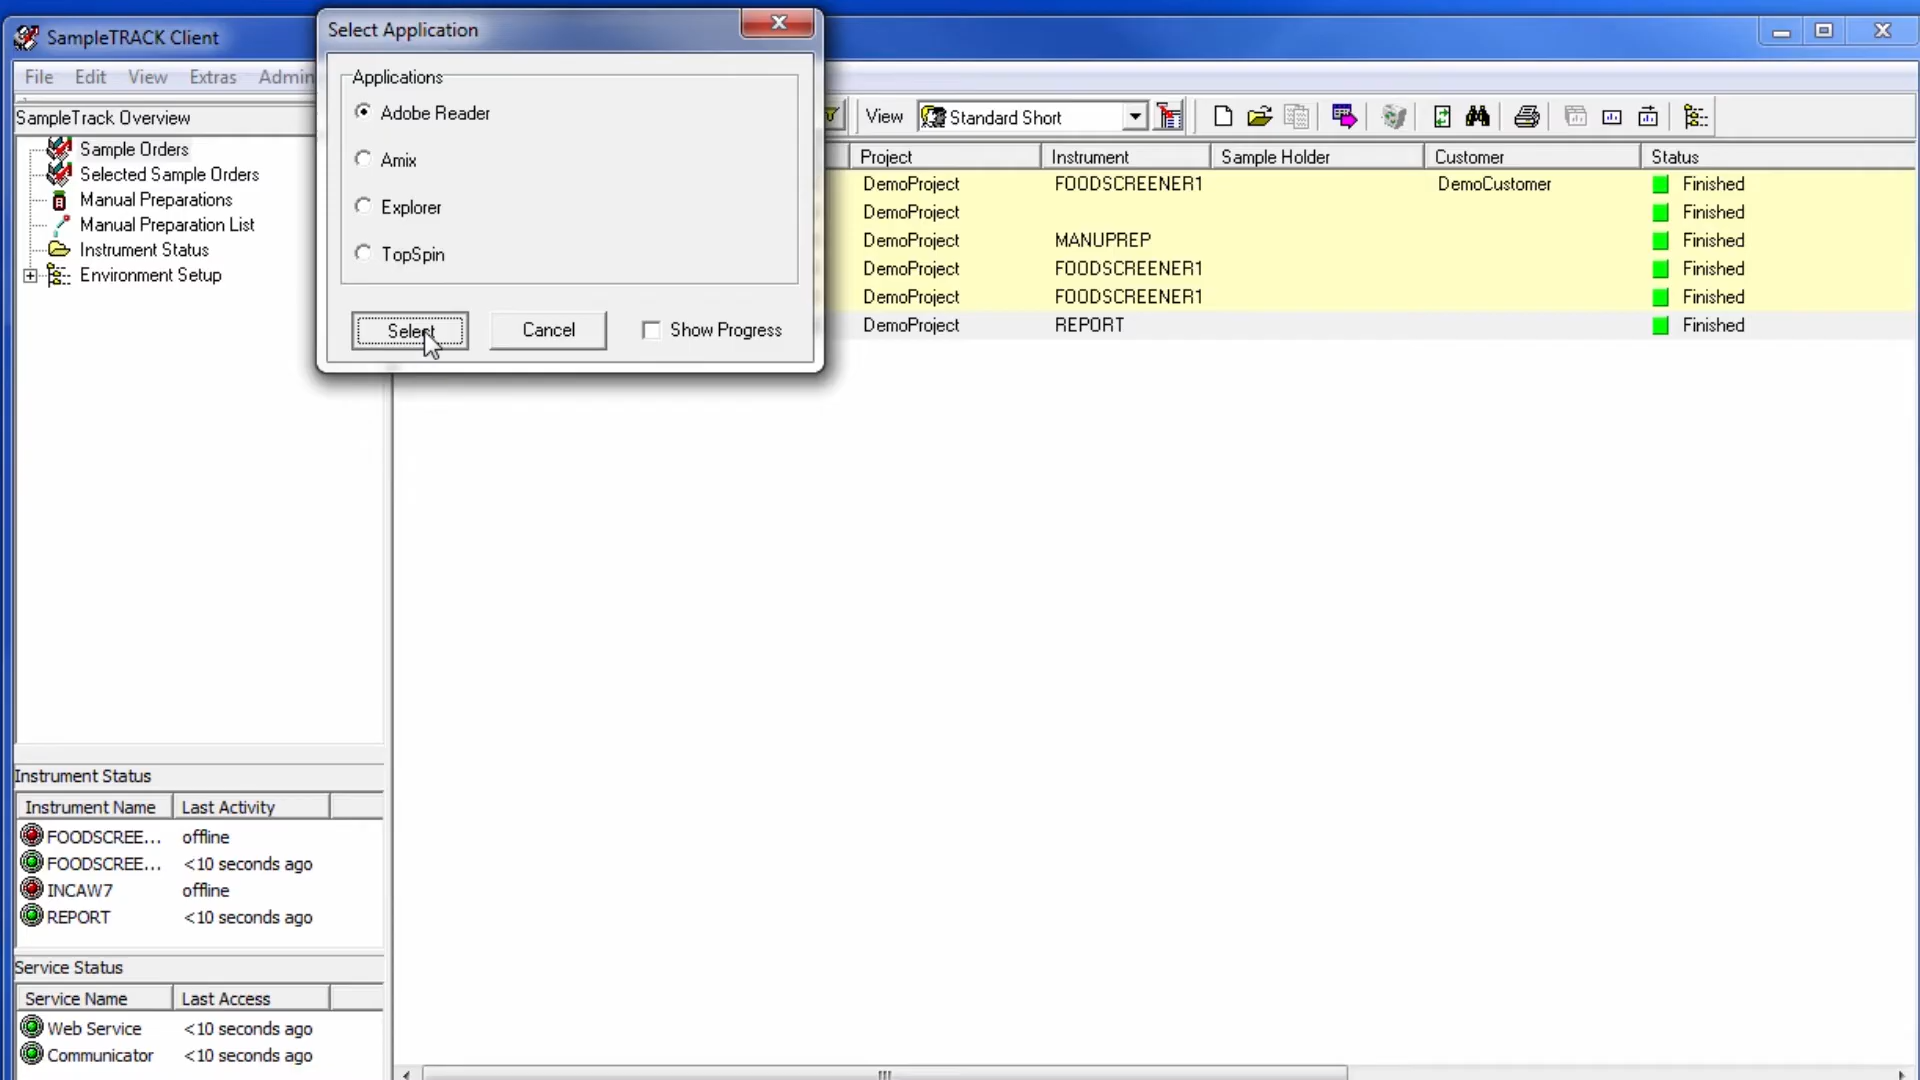 SampleTRACK Client
File Edit View Extras Admin
Select Application
Applications
Adobe Reader
Amix
Explorer
TopSpin
Select
Cancel
Show Progress
View
Standard Short
SampleTrack Overview
Sample Orders
Selected Sample Orders
Manual Preparations
Manual Preparation List
Instrument Status
Environment Setup
Project Instrument Sample Holder Customer Status
DemoProject FOODSCREENER1 DemoCustomer Finished
DemoProject Finished
DemoProject MANUPREP Finished
DemoProject FOODSCREENER1 Finished
DemoProject FOODSCREENER1 Finished
DemoProject REPORT Finished
Instrument Status
Instrument Name Last Activity
FOODSCREE... offline
FOODSCREE... <10 seconds ago
INCAW7 offline
REPORT <10 seconds ago
Service Status
Service Name Last Access
Web Service <10 seconds ago
Communicator <10 seconds ago